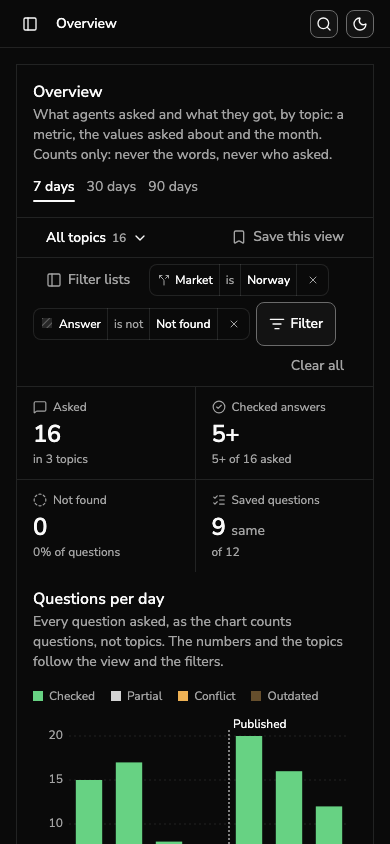 Overview
Overview
What agents asked and what they got, by topic: a
metric, the values asked about and the month.
Counts only: never the words, never who asked.
7 days 30 days 90 days
All topics 16 Save this view
Filter lists Market is Norway
Answer is not Not found Filter
Clear all
Asked
16
in 3 topics
Checked answers
5+
5+ of 16 asked
Not found
0
0% of questions
Saved questions
9 same
of 12
Questions per day
Every question asked, as the chart counts
questions, not topics. The numbers and the topics
follow the view and the filters.
Checked Partial Conflict Outdated
Published
20
15
10